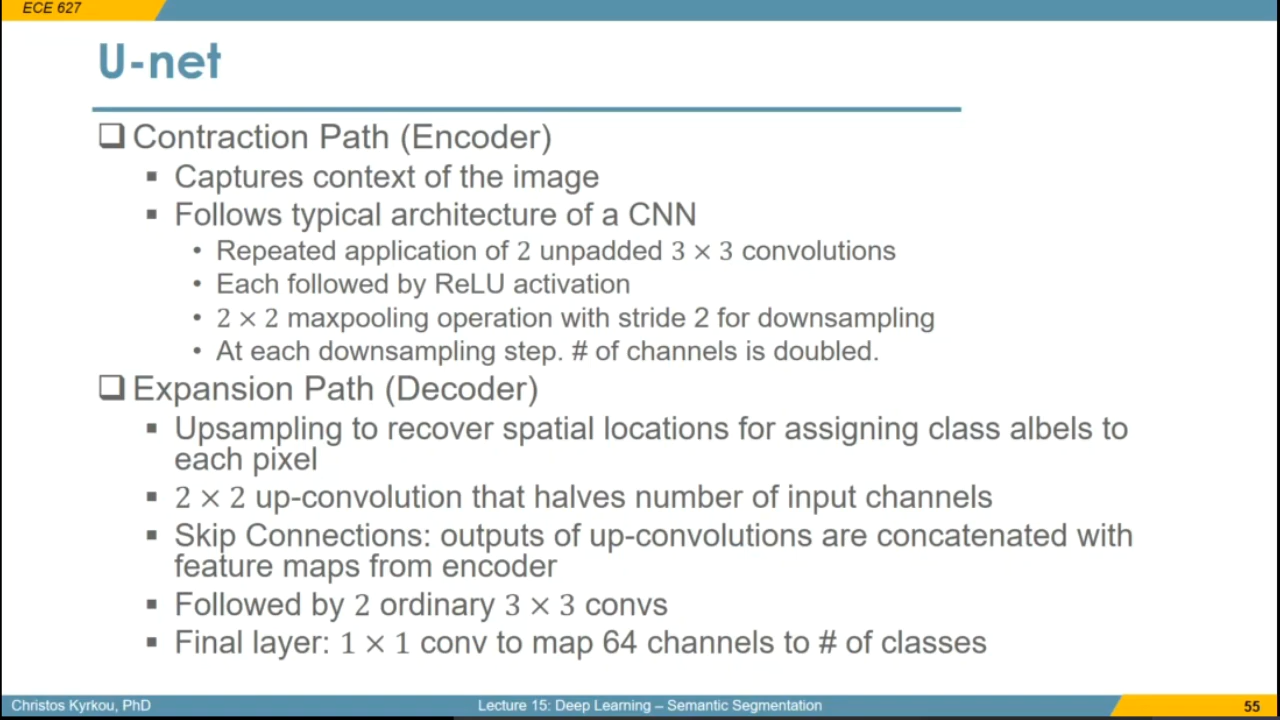 ECE 627
U-net
❑ Contraction Path (Encoder)
▪ Captures context of the image
▪ Follows typical architecture of a CNN
• Repeated application of 2 unpadded 3 × 3 convolutions
• Each followed by ReLU activation
• 2 × 2 maxpooling operation with stride 2 for downsampling
• At each downsampling step. # of channels is doubled.
❑ Expansion Path (Decoder)
▪ Upsampling to recover spatial locations for assigning class albels to
each pixel
▪ 2 × 2 up-convolution that halves number of input channels
▪ Skip Connections: outputs of up-convolutions are concatenated with
feature maps from encoder
▪ Followed by 2 ordinary 3 × 3 convs
▪ Final layer: 1 × 1 conv to map 64 channels to # of classes
Christos Kyrkou, PhD
Lecture 15: Deep Learning – Semantic Segmentation
55